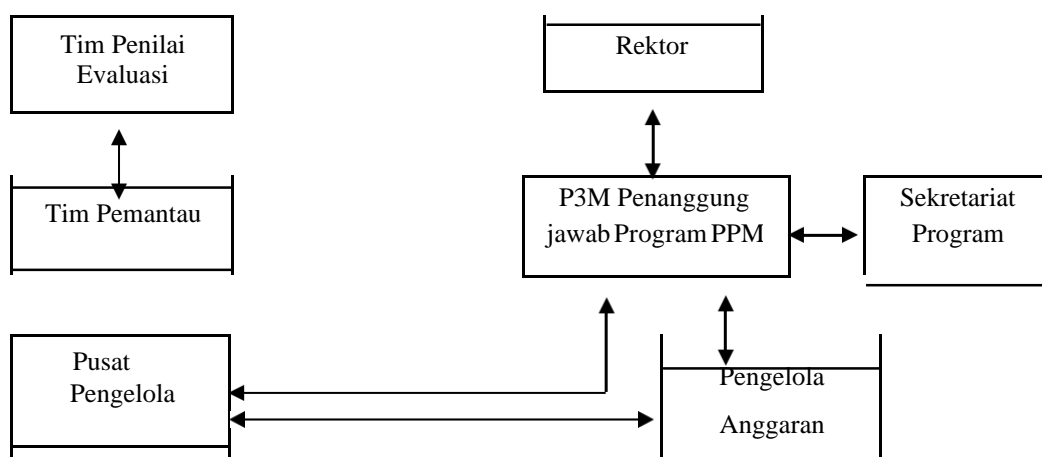 Tim Penilai
Evaluasi
Rektor
Tim Pemantau
P3M Penanggung
jawab Program PPM
Sekretariat
Program
Pusat
Pengelola
Pengelola
Anggaran